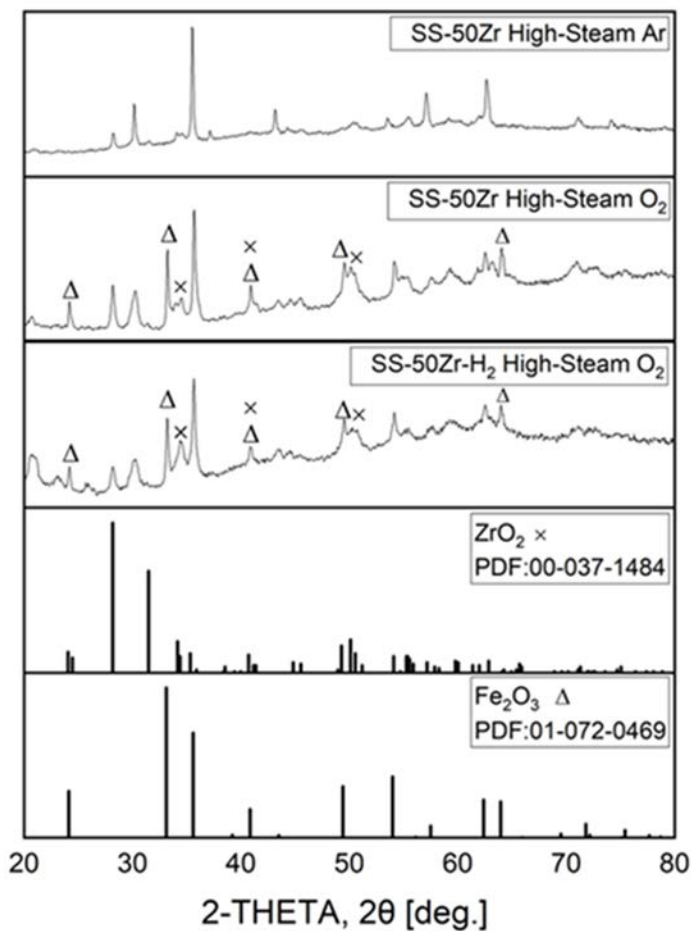 SS-50Zr High-Steam Ar
SS-50Zr High-Steam O₂
Δ Δ × × Δ Δ × Δ
SS-50Zr-H₂ High-Steam O₂
Δ Δ × × Δ Δ × Δ
ZrO₂ ×
PDF:00-037-1484
Fe₂O₃ Δ
PDF:01-072-0469
20 30 40 50 60 70 80
2-THETA, 2θ [deg.]